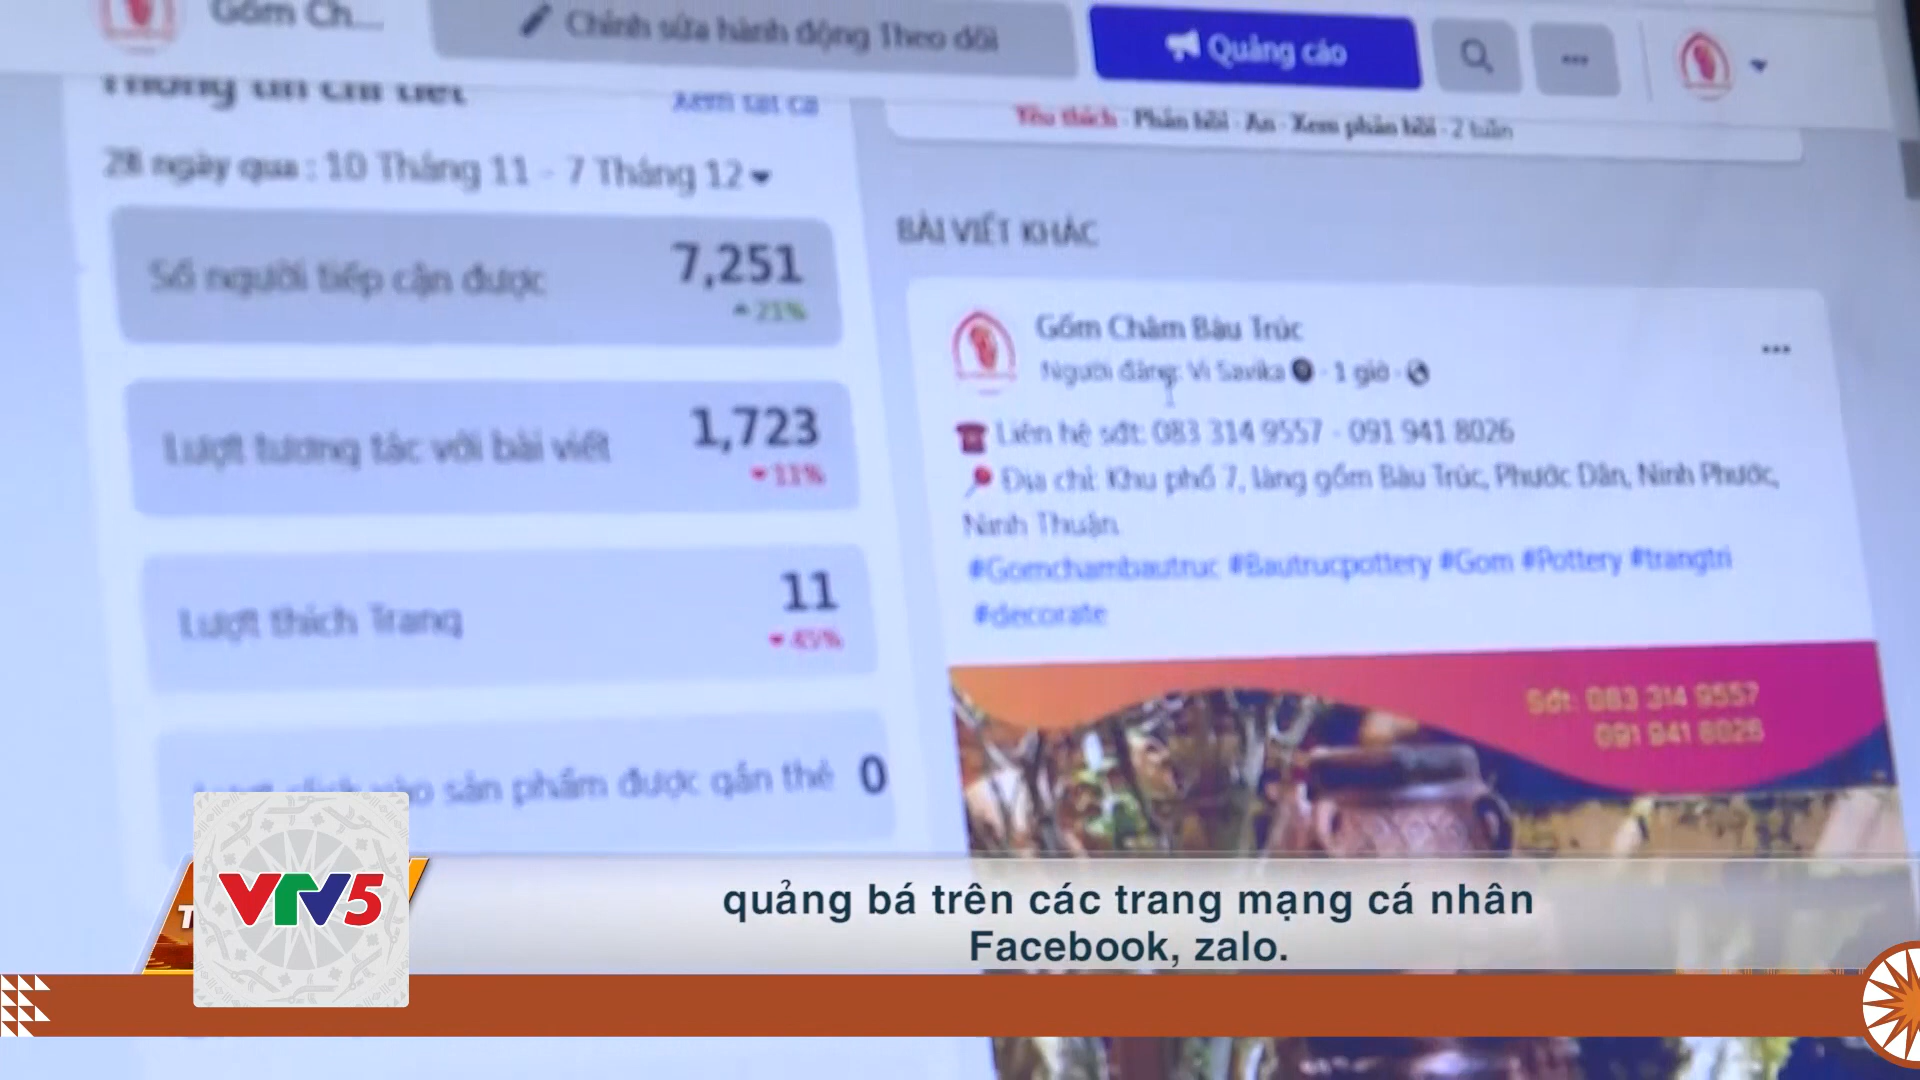 Gốm Ch...
Chỉnh sửa hành động Theo dõi
Quảng cáo
Thông tin chi tiết
Xem tất cả
Yêu thích · Phản hồi · Ẩn · Xem phản hồi · 2 tuần
28 ngày qua : 10 Tháng 11 - 7 Tháng 12
Số người tiếp cận được 7,251
21%
Lượt tương tác với bài viết 1,723
11%
Lượt thích Trang 11
45%
sản phẩm được gắn thẻ 0
BÀI VIẾT KHÁC
Gốm Chăm Bàu Trúc
Người đăng: Vi Savika · 1 giờ ·
Liên hệ sđt: 083 314 9557 - 091 941 8026
Địa chỉ: Khu phố 7, làng gốm Bàu Trúc, Phước Dân, Ninh Phước,
Ninh Thuận.
#Gomchambautruc #Bautrucpottery #Gom #Pottery #trangtri
#decorate
Sđt: 083 314 9557
091 941 8026
VTV5
quảng bá trên các trang mạng cá nhân
Facebook, zalo.